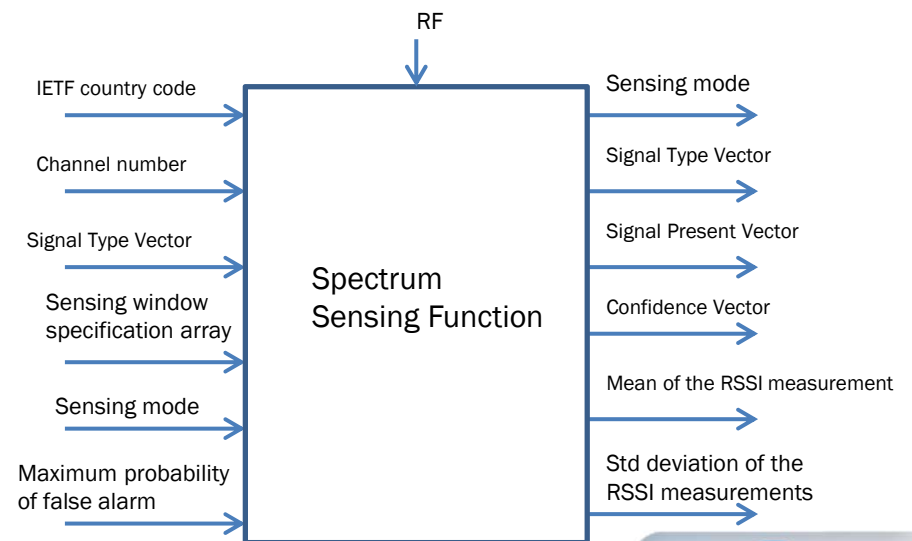 RF
IETF country code
Channel number
Signal Type Vector
Sensing window
specification array
Sensing mode
Maximum probability
of false alarm
Spectrum
Sensing Function
Sensing mode
Signal Type Vector
Signal Present Vector
Confidence Vector
Mean of the RSSI measurement
Std deviation of the
RSSI measurements